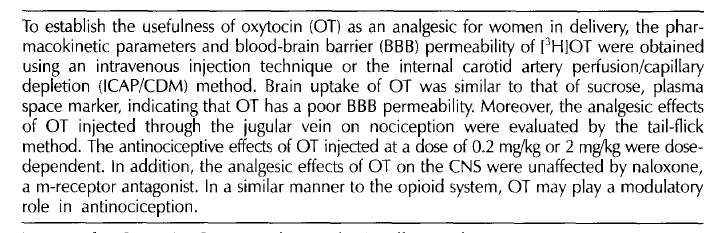 To establish the usefulness of oxytocin (OT) as an analgesic for women in delivery, the phar-
macokinetic parameters and blood-brain barrier (BBB) permeability of [³H]OT were obtained
using an intravenous injection technique or the internal carotid artery perfusion/capillary
depletion (ICAP/CDM) method. Brain uptake of OT was similar to that of sucrose, plasma
space marker, indicating that OT has a poor BBB permeability. Moreover, the analgesic effects
of OT injected through the jugular vein on nociception were evaluated by the tail-flick
method. The antinociceptive effects of OT injected at a dose of 0.2 mg/kg or 2 mg/kg were dose-
dependent. In addition, the analgesic effects of OT on the CNS were unaffected by naloxone,
a m-receptor antagonist. In a similar manner to the opioid system, OT may play a modulatory
role in antinociception.